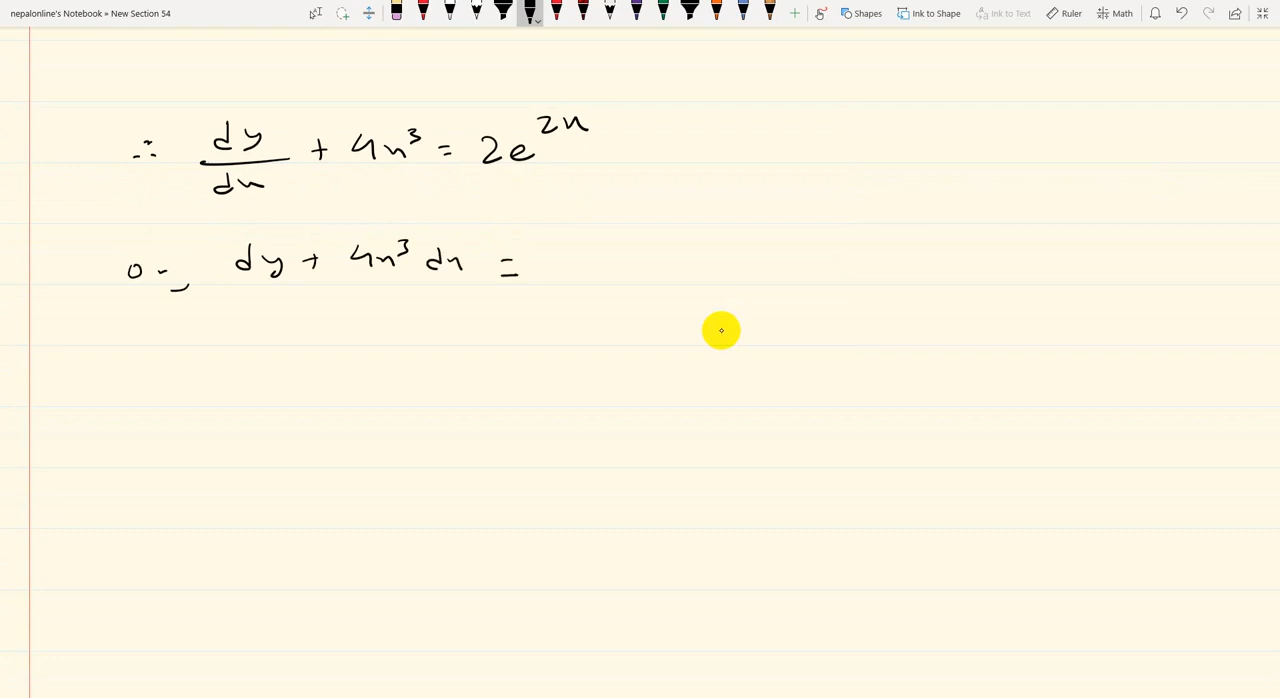 nepalonline's Notebook » New Section 54
Shapes Ink to Shape Ink to Text Ruler Math
∴ dy/dx + 4x³ = 2e^2x
or, dy + 4x³ dx =